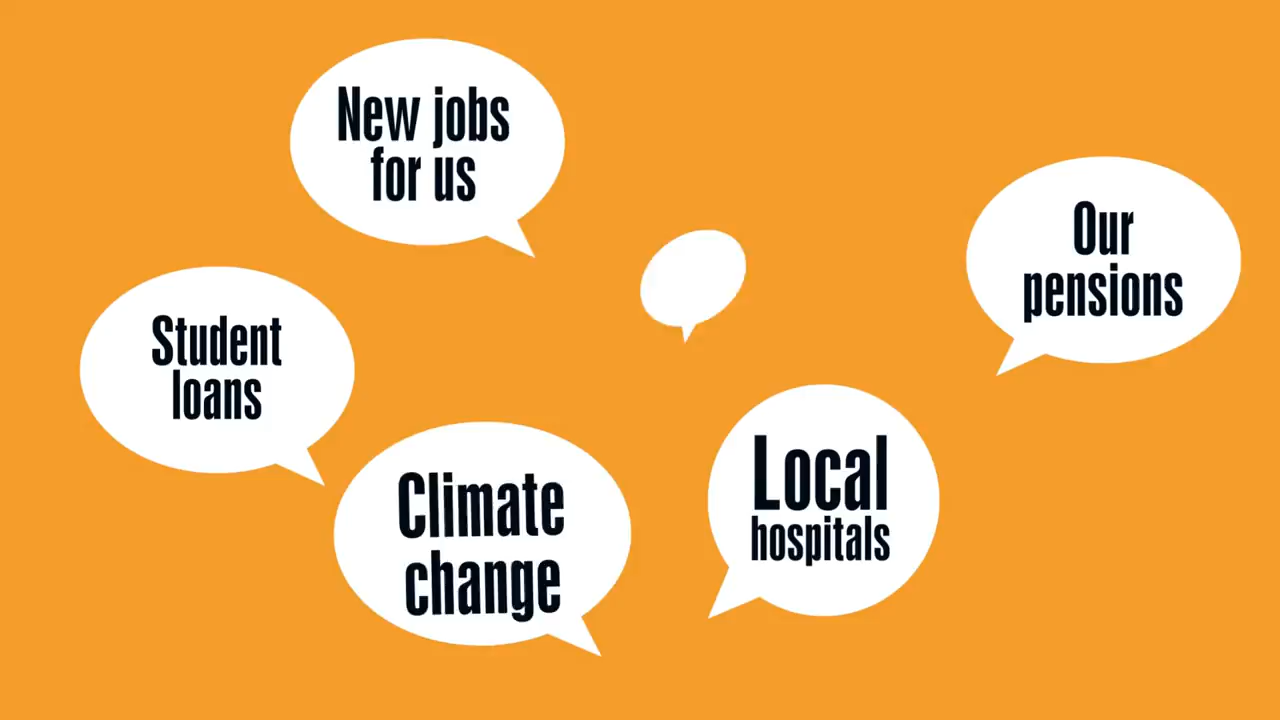 New jobs
for us
Our
pensions
Student
loans
Climate
change
Local
hospitals